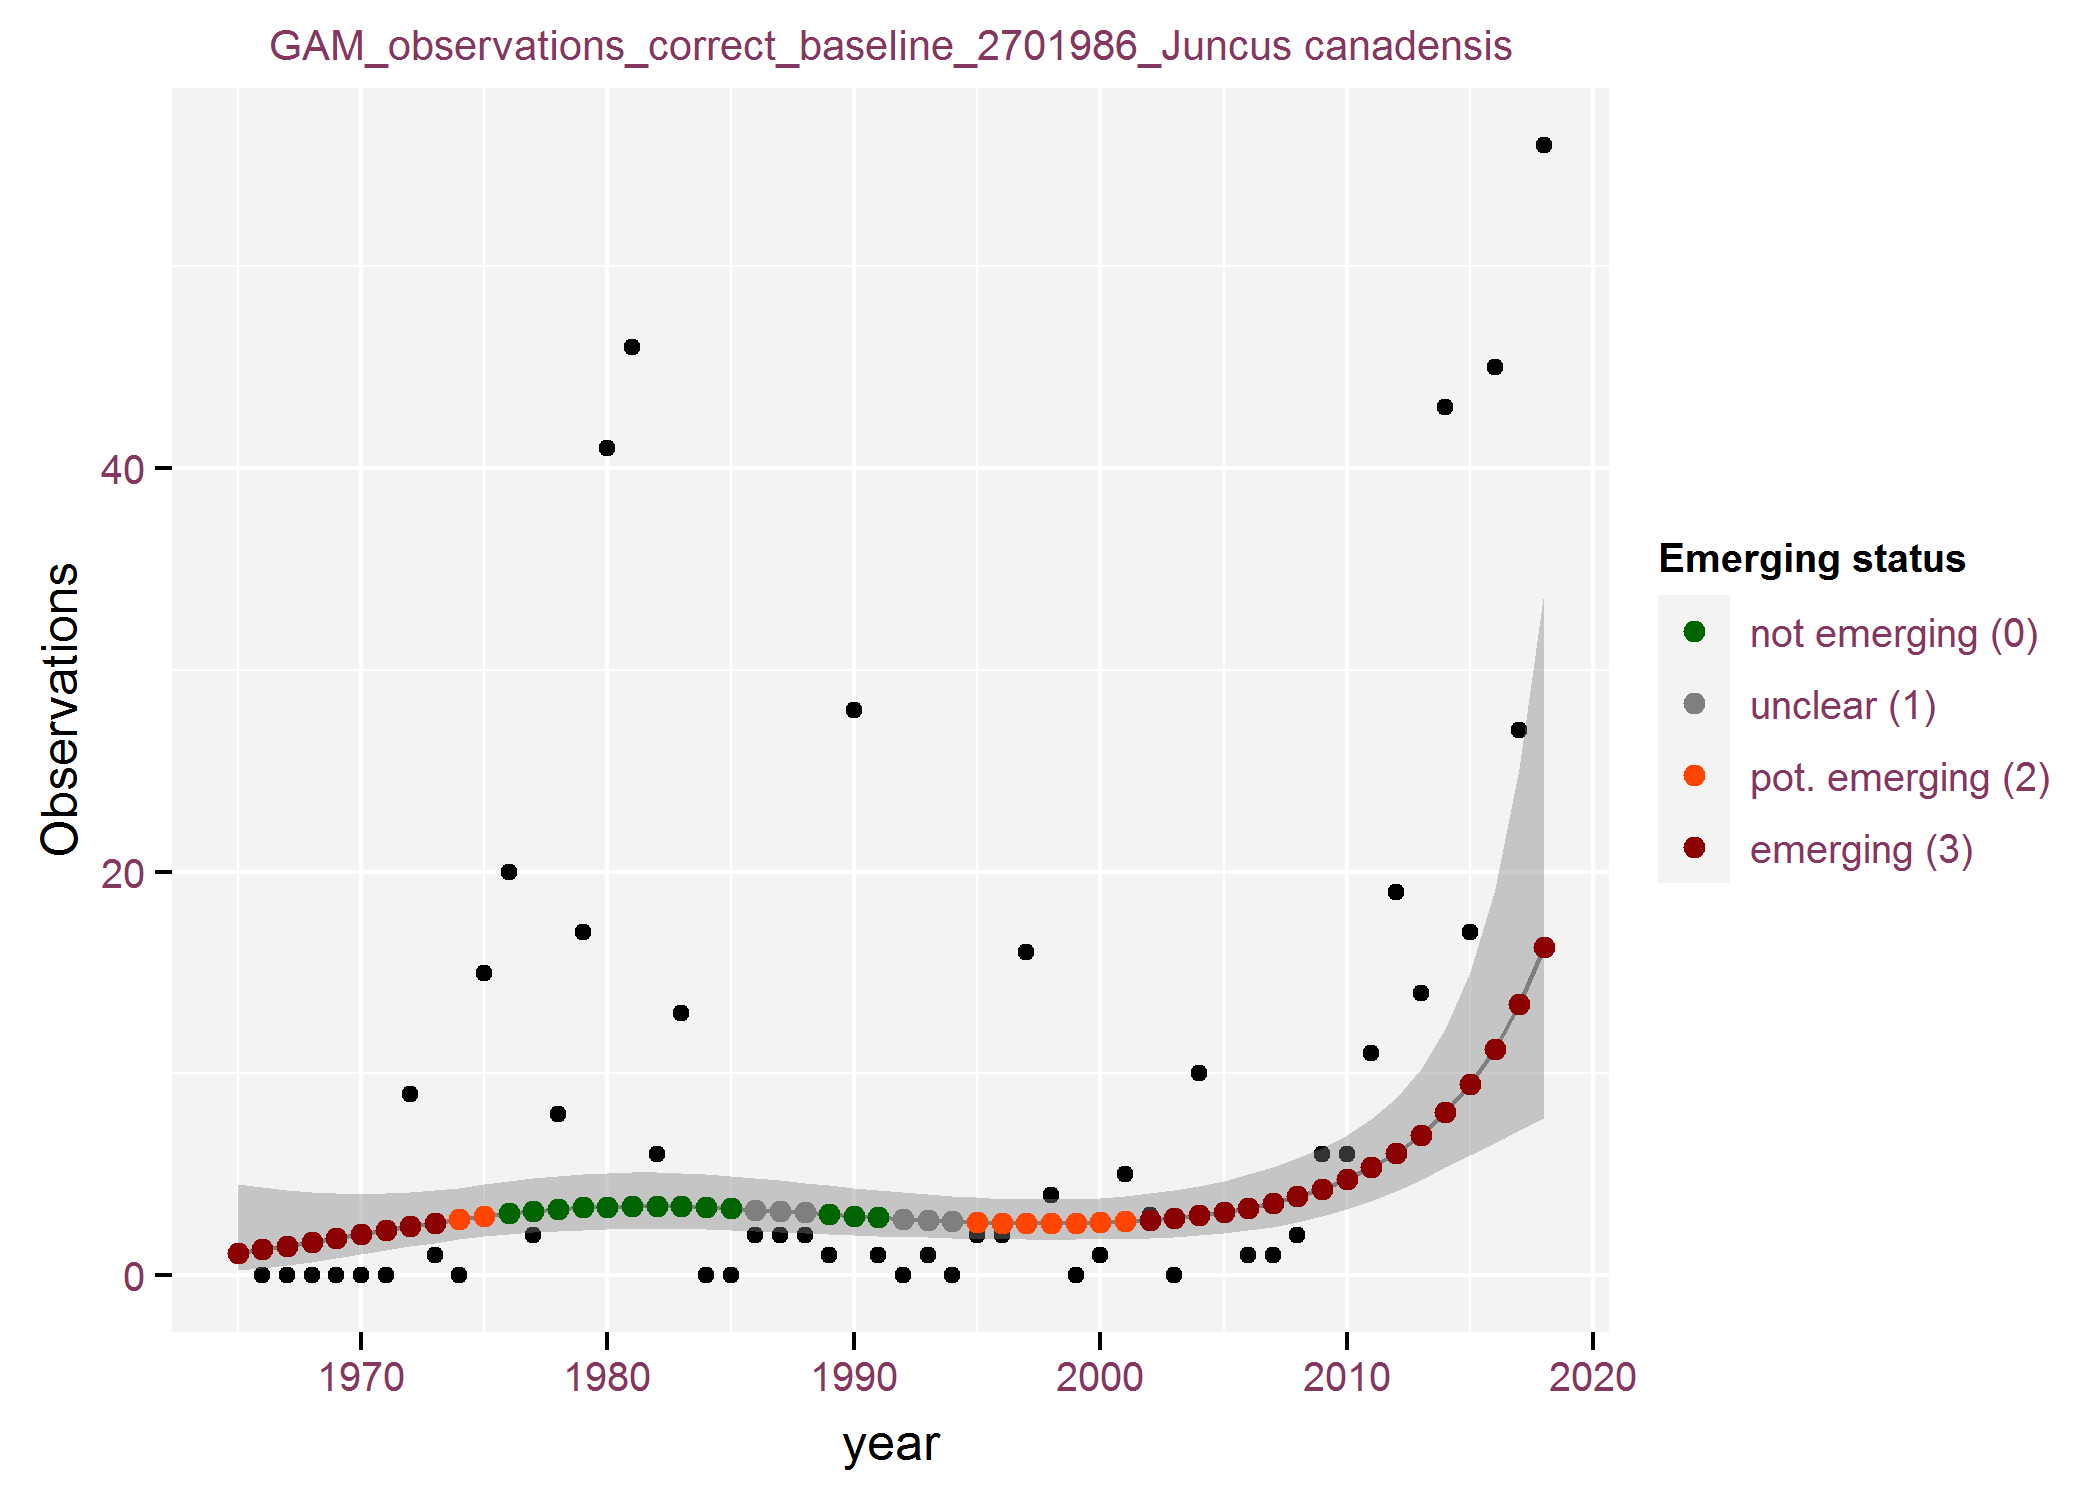 GAM_observations_correct_baseline_2701986_Juncus canadensis
Observations
40
20
0
1970 1980 1990 2000 2010 2020
year
Emerging status
not emerging (0)
unclear (1)
pot. emerging (2)
emerging (3)